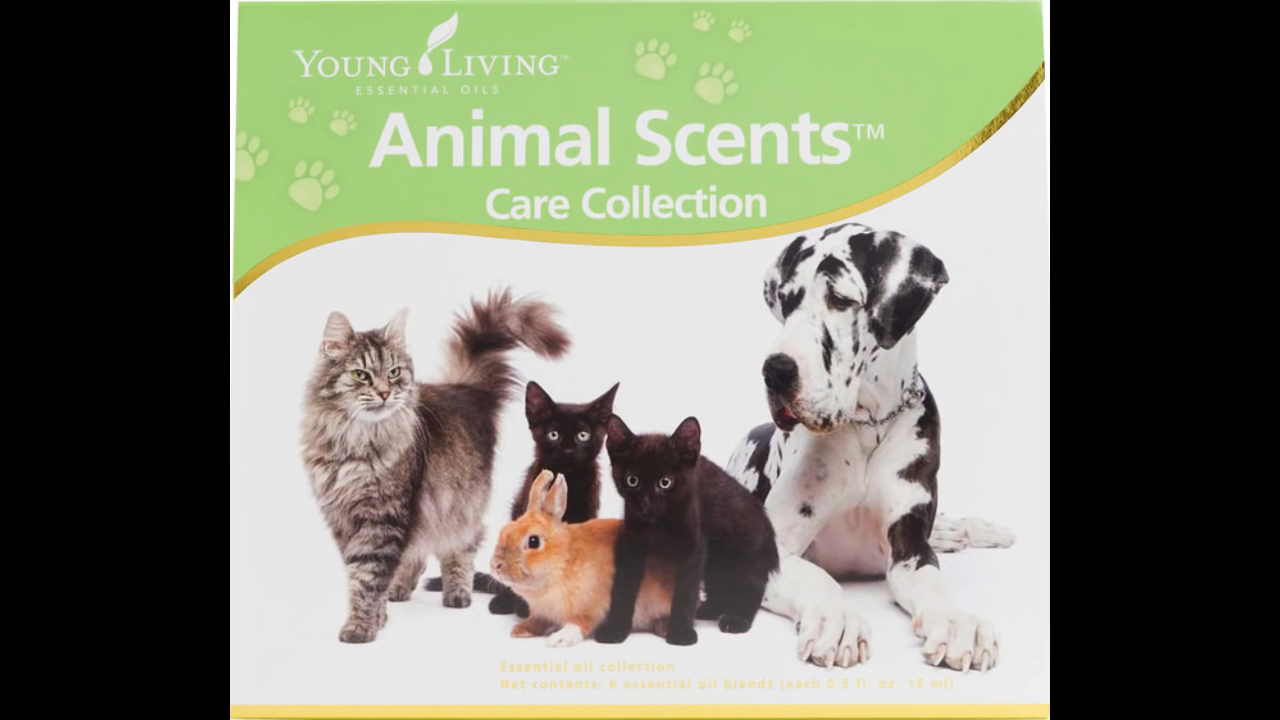 YOUNG LIVING™
ESSENTIAL OILS
Animal Scents™
Care Collection
Essential oil collection
Net contents: 6 essential oil blends (each 0.5 fl. oz. 15 ml)